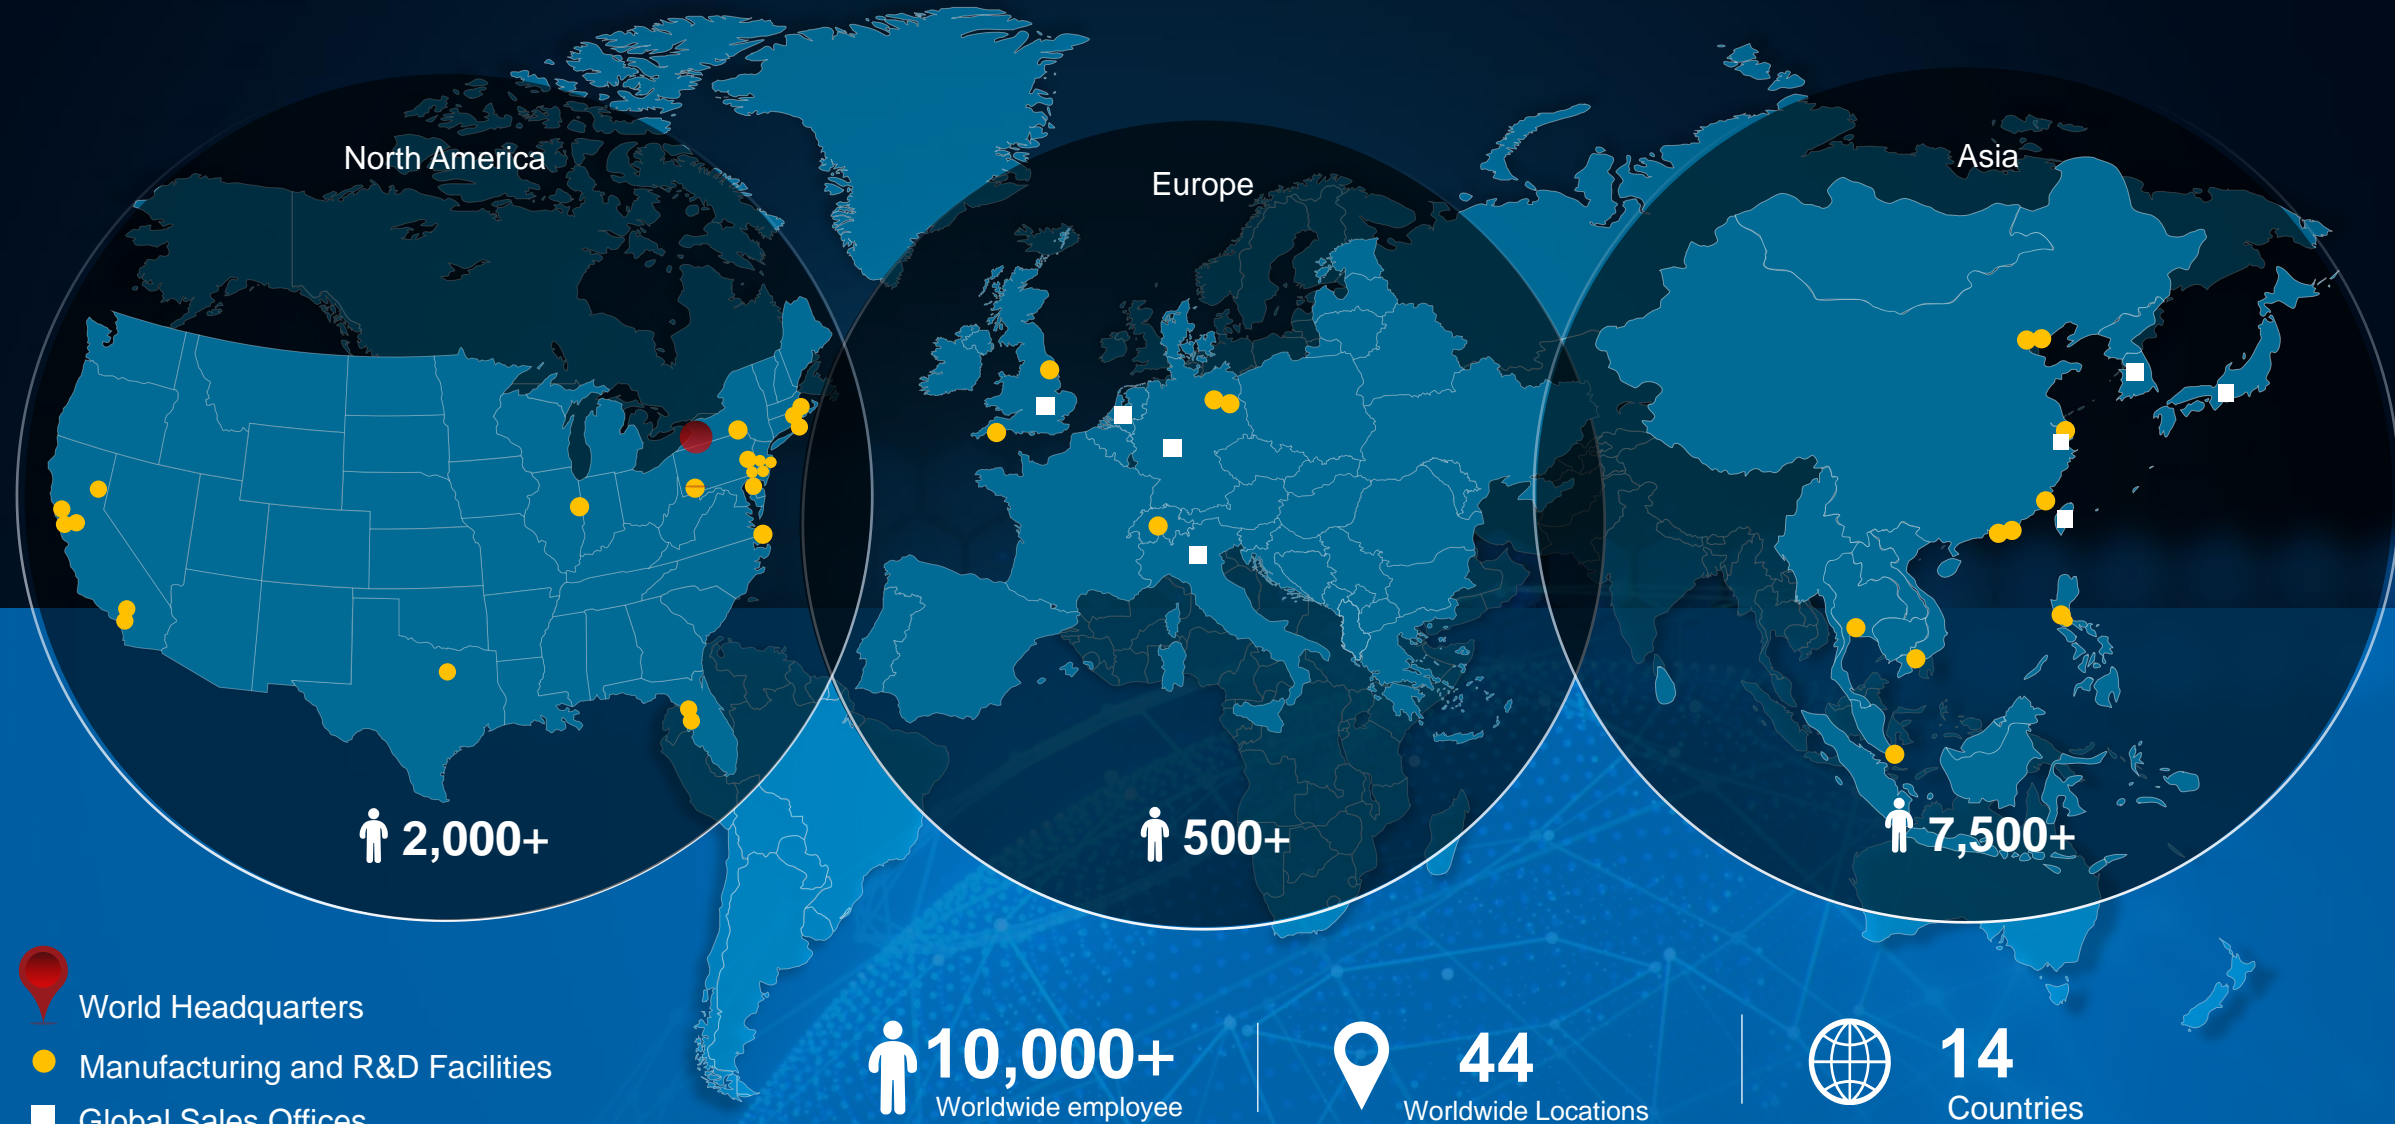 North America
Europe
Asia
2,000+
500+
7,500+
World Headquarters
Manufacturing and R&D Facilities
Global Sales Offices
10,000+
Worldwide employee
44
Worldwide Locations
14
Countries